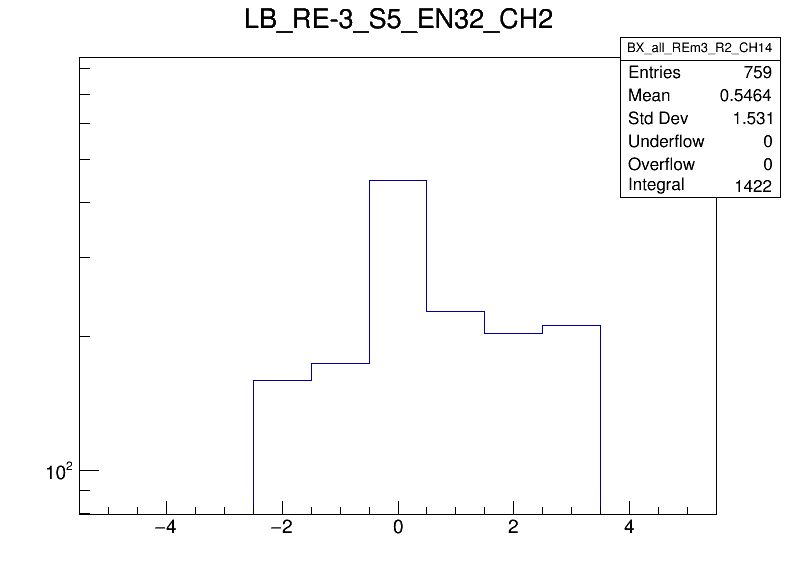 LB_RE-3_S5_EN32_CH2
BX_all_REm3_R2_CH14
Entries 759
Mean 0.5464
Std Dev 1.531
Underflow 0
Overflow 0
Integral 1422
10²
−4 −2 0 2 4